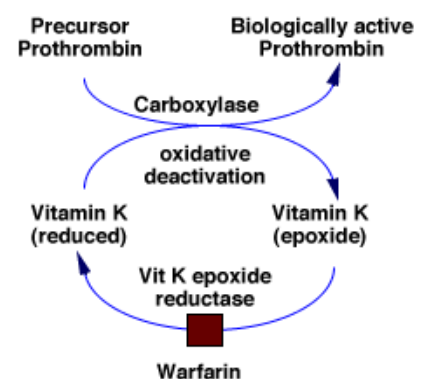 Precursor
Prothrombin
Biologically active
Prothrombin
Carboxylase
oxidative
deactivation
Vitamin K
(reduced)
Vitamin K
(epoxide)
Vit K epoxide
reductase
Warfarin